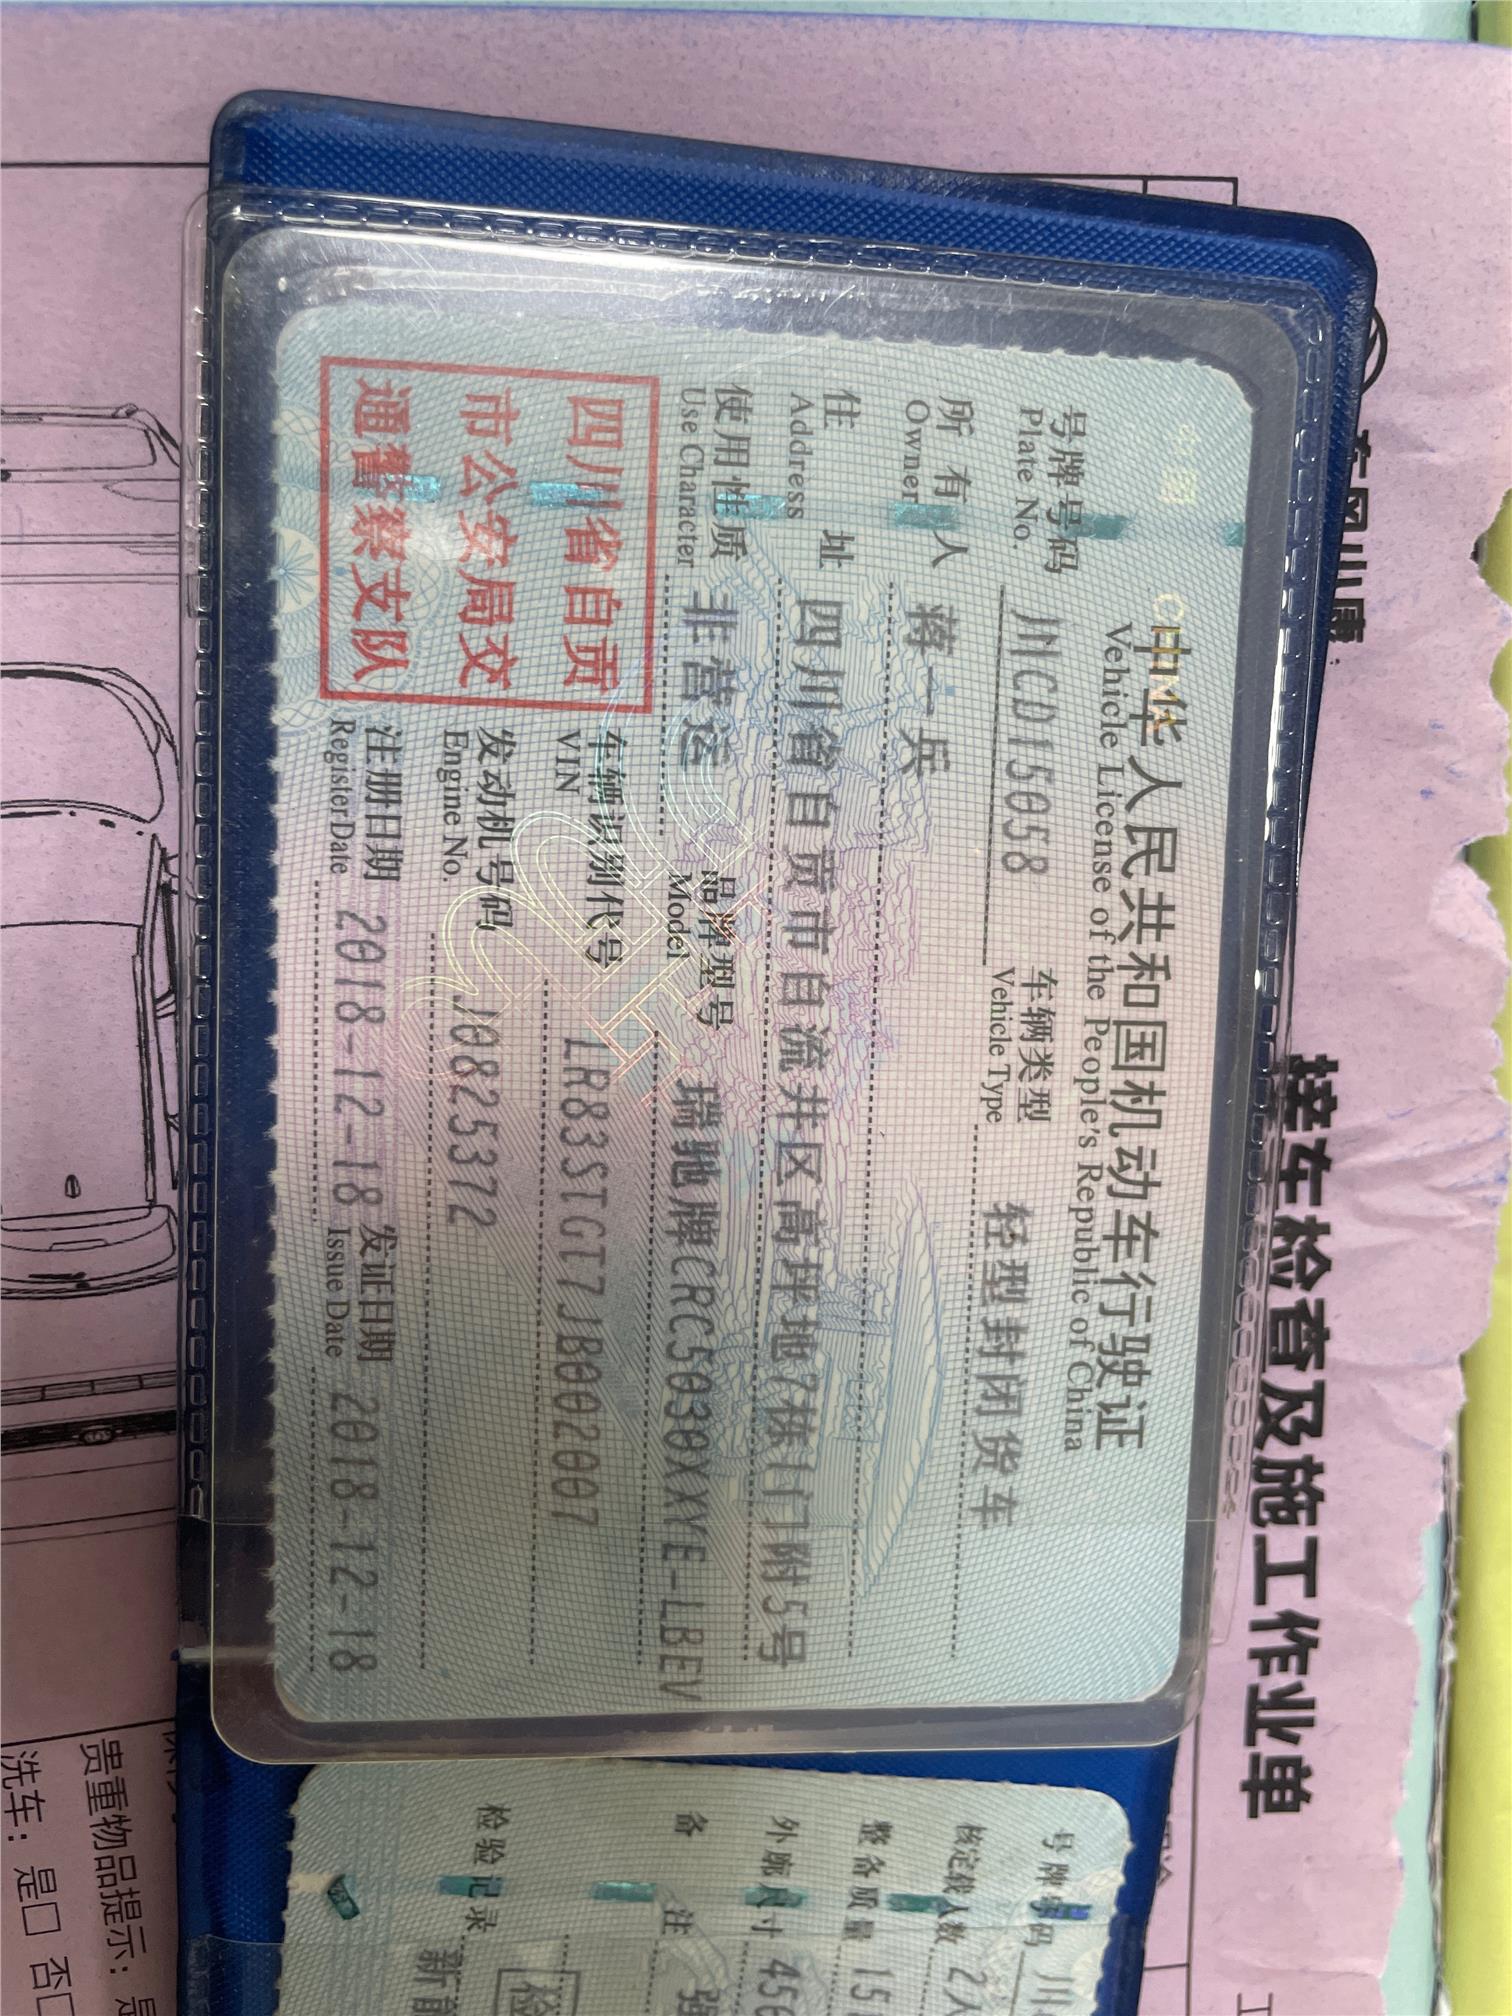 中华人民共和国机动车行驶证
Vehicle License of the People's Republic of China
号牌号码 川CD15058 车辆类型 轻型封闭货车
Plate No. Vehicle Type
所有人 蒋一兵
Owner
住址 四川省自贡市自流井区高坪地7栋1门附5号
Address
使用性质 非营运 品牌型号 瑞驰牌CRC5030XXYE-LBEV
Use Character Model
四川省自贡
市公安局交
通警察支队
车辆识别代号 LR83STGT7JB002007
VIN
发动机号码 J0825372
Engine No.
注册日期 2018-12-18 发证日期 2018-12-18
Register Date Issue Date
号牌号码 川
核定载人数 2人
整备质量 15
外廓尺寸 456
备注 强
检验记录
检
接车检查及施工作业单
贵重物品提示：是
洗车：是□ 否□